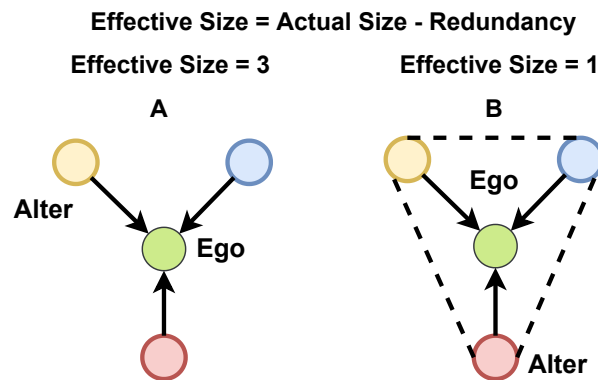 Effective Size = Actual Size - Redundancy
Effective Size = 3
Effective Size = 1
A
B
Alter
Ego
Ego
Alter